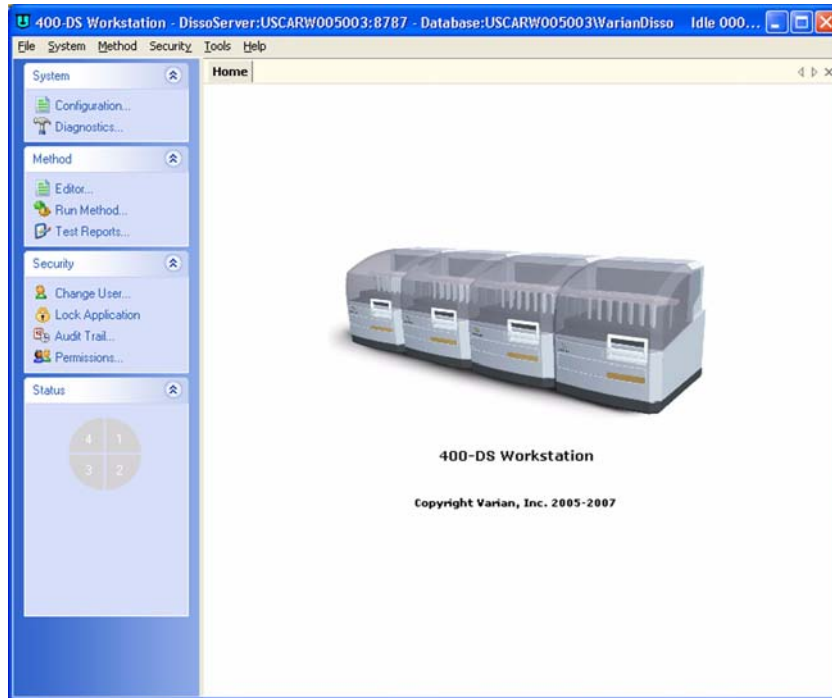 400-DS Workstation - DissoServer:USCARW005003:8787 - Database:USCARW005003\VarianDisso Idle 000...
File System Method Security Tools Help
System
Configuration...
Diagnostics...
Method
Editor...
Run Method...
Test Reports...
Security
Change User...
Lock Application
Audit Trail...
Permissions...
Status
4 1
3 2
Home
400-DS Workstation
Copyright Varian, Inc. 2005-2007